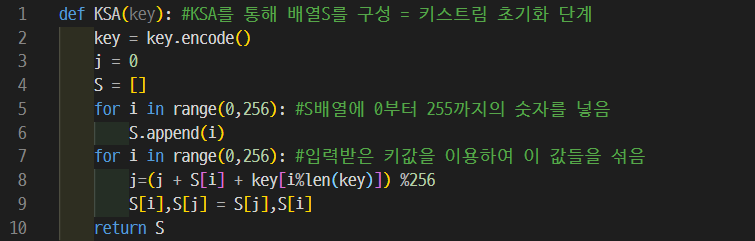 1 def KSA(key): #KSA를 통해 배열S를 구성 = 키스트림 초기화 단계
2     key = key.encode()
3     j = 0
4     S = []
5     for i in range(0,256): #S배열에 0부터 255까지의 숫자를 넣음
6         S.append(i)
7     for i in range(0,256): #입력받은 키값을 이용하여 이 값들을 섞음
8         j=(j + S[i] + key[i%len(key)]) %256
9         S[i],S[j] = S[j],S[i]
10     return S